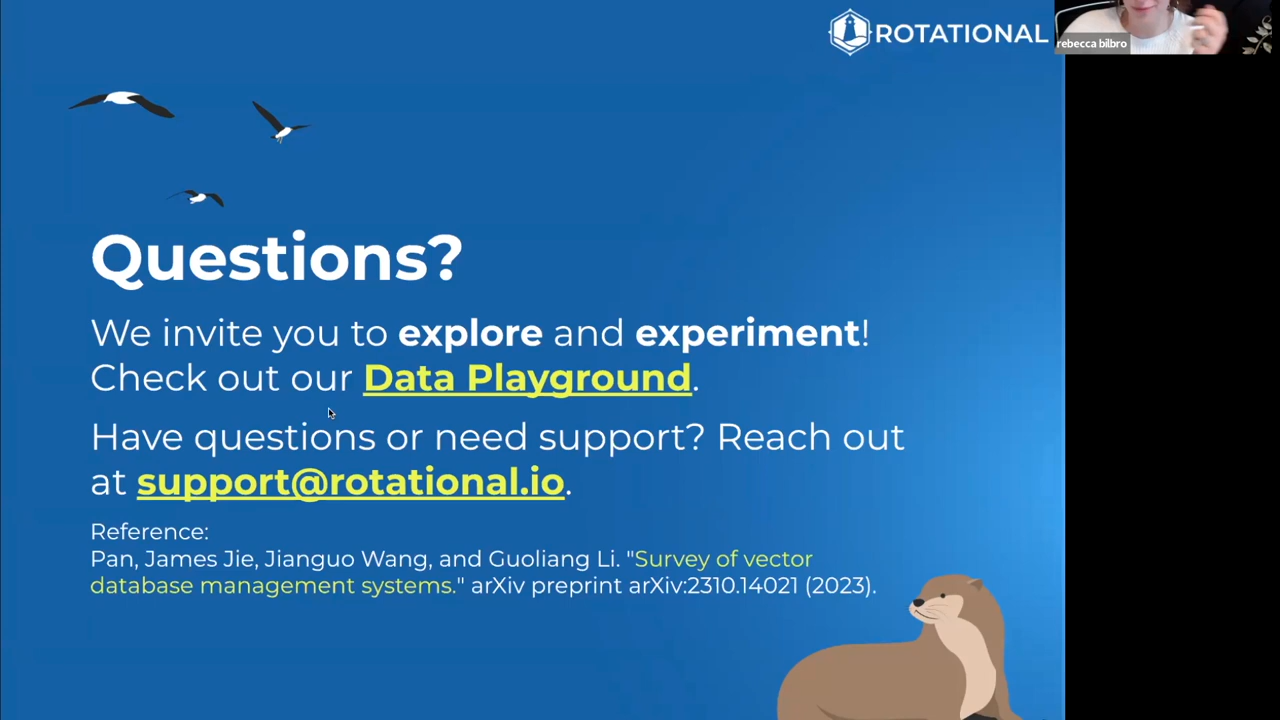 ROTATIONAL
rebecca bilbro
Questions?
We invite you to explore and experiment!
Check out our Data Playground.
Have questions or need support? Reach out
at support@rotational.io.
Reference:
Pan, James Jie, Jianguo Wang, and Guoliang Li. "Survey of vector
database management systems." arXiv preprint arXiv:2310.14021 (2023).